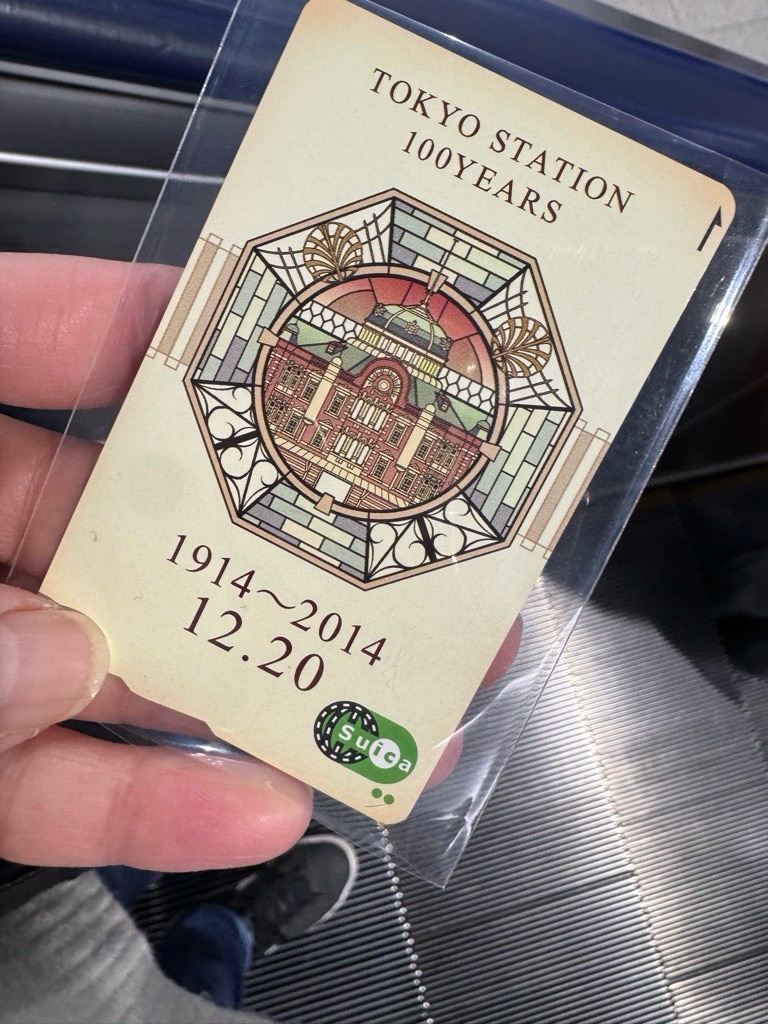 TOKYO STATION
100YEARS
1914～2014
12.20
Suica